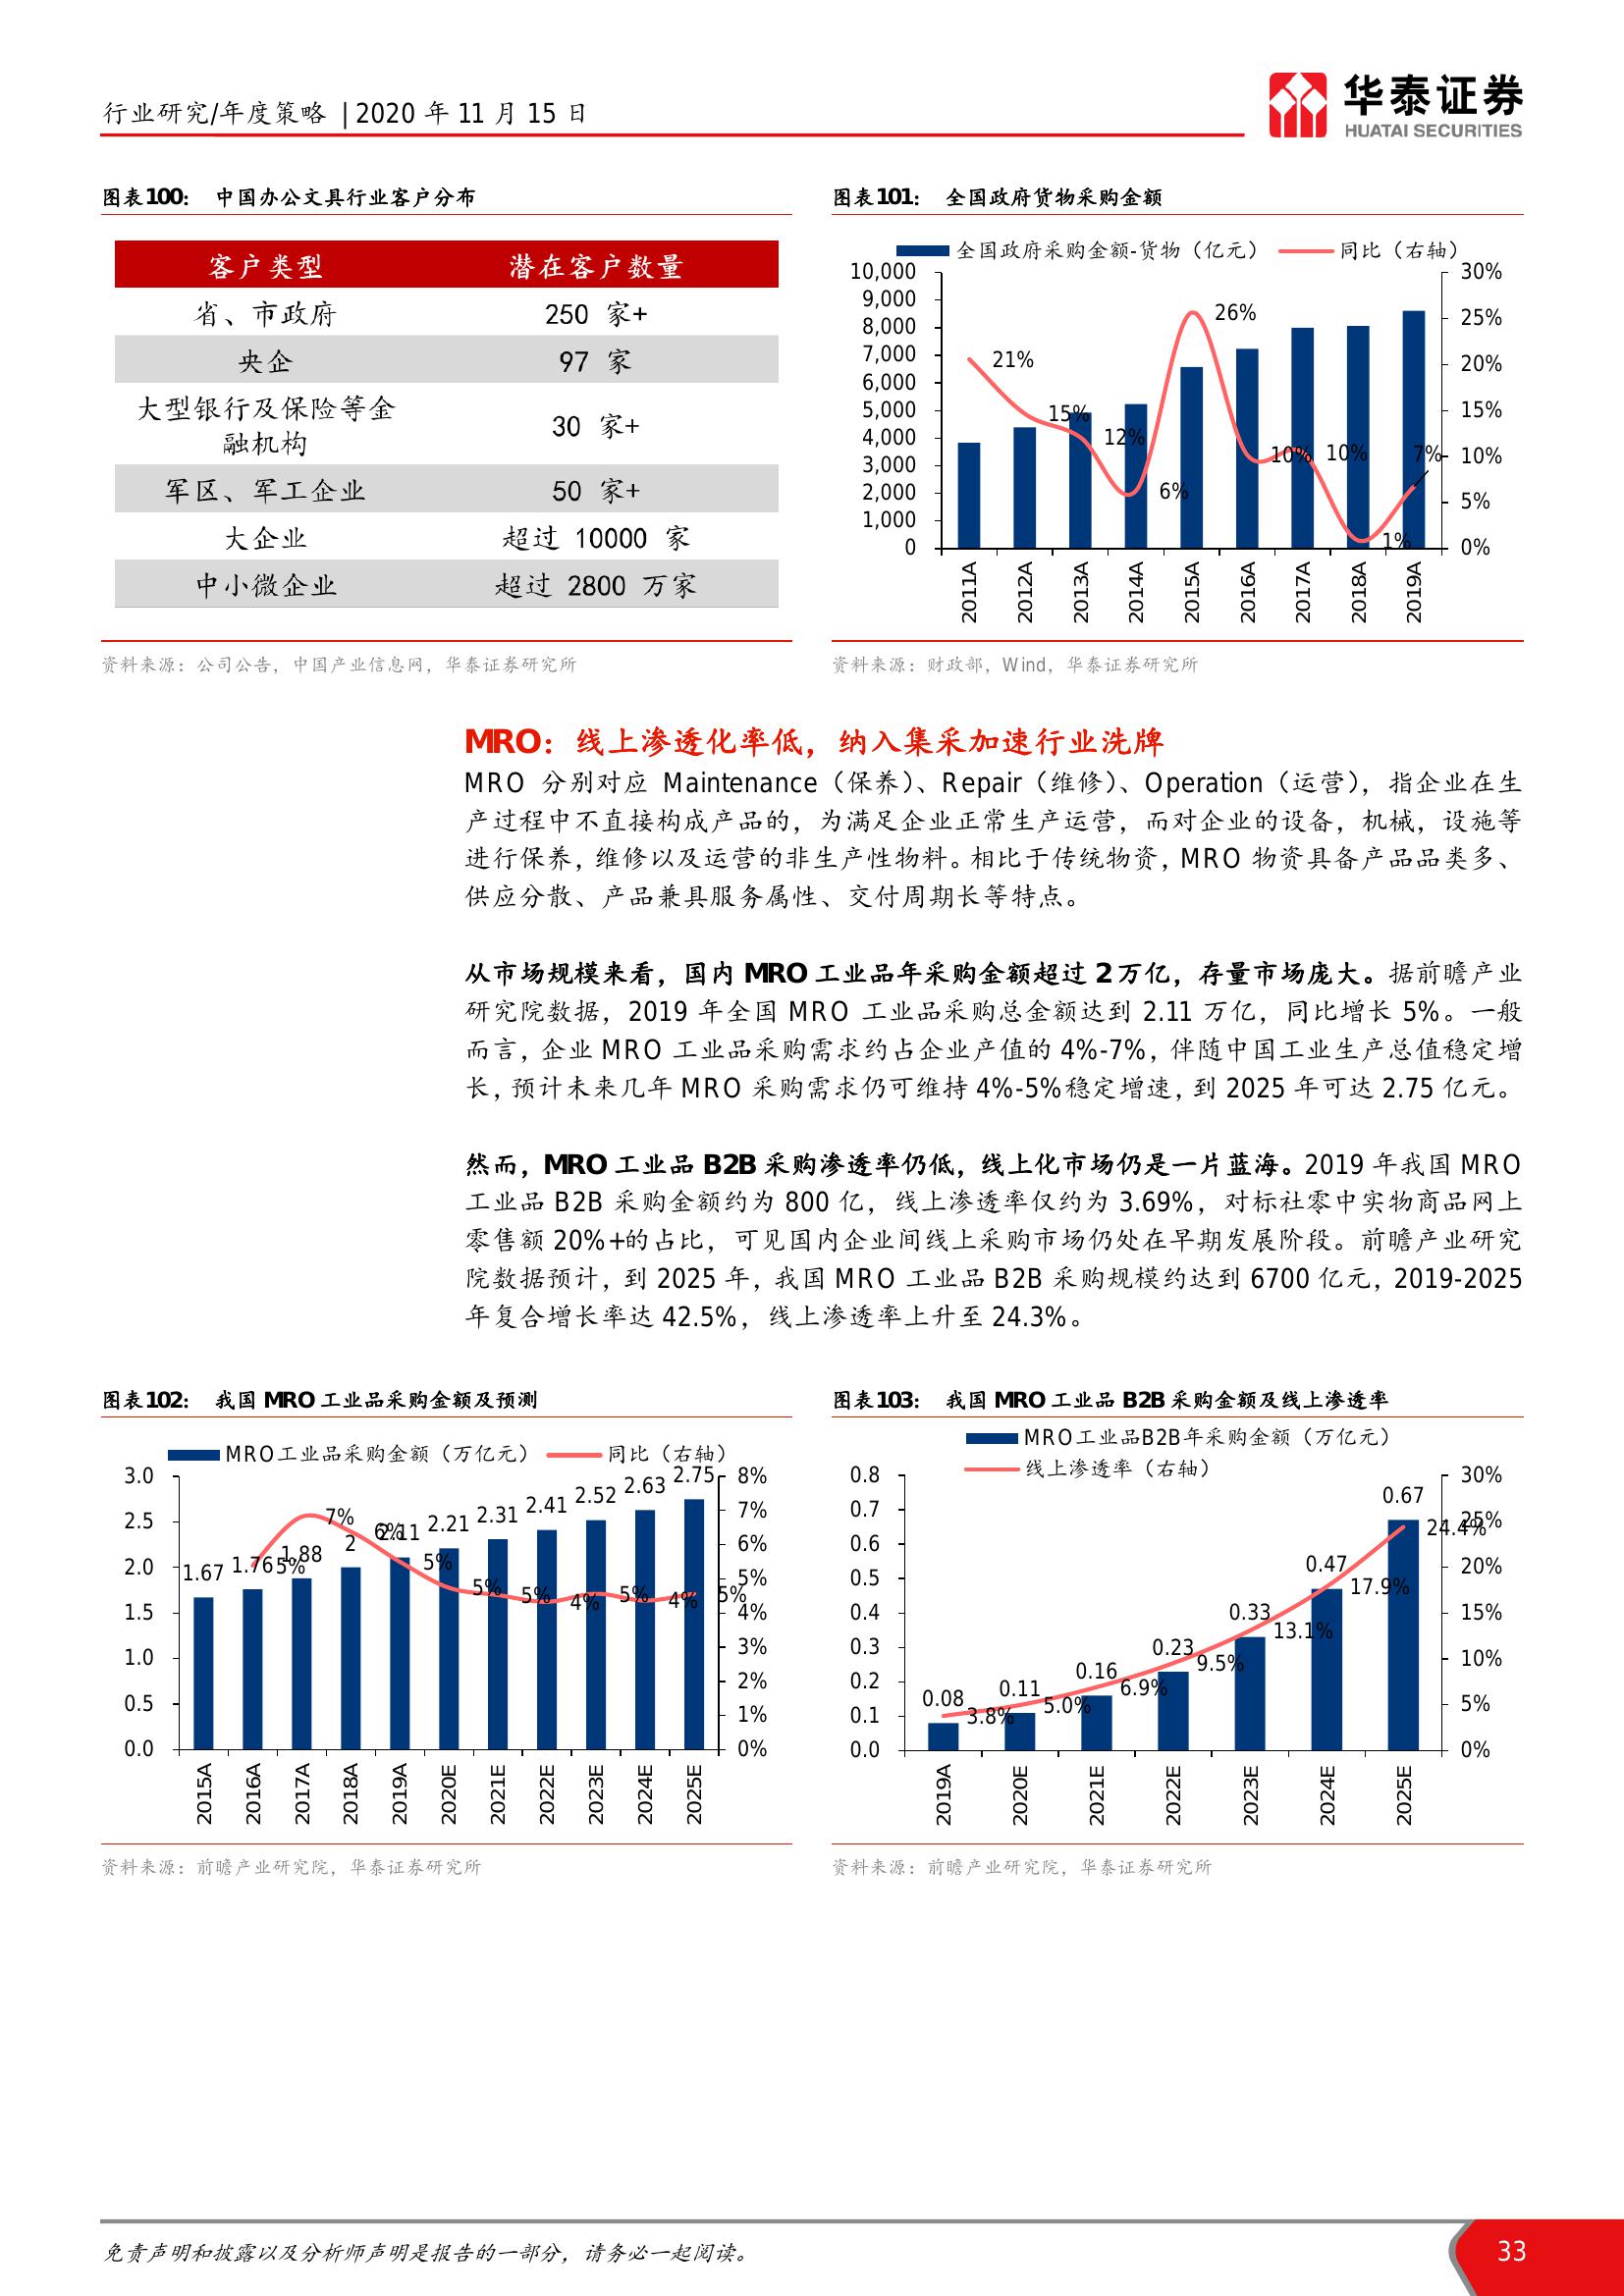 行业研究/年度策略 | 2020 年 11 月 15 日
华泰证券
HUATAI SECURITIES
图表100： 中国办公文具行业客户分布
客户类型 潜在客户数量
省、市政府 250 家+
央企 97 家
大型银行及保险等金
融机构 30 家+
军区、军工企业 50 家+
大企业 超过 10000 家
中小微企业 超过 2800 万家
资料来源：公司公告，中国产业信息网，华泰证券研究所
图表101： 全国政府货物采购金额
全国政府采购金额-货物（亿元） 同比（右轴）
10,000 30%
9,000
8,000 25%
7,000 20%
6,000
5,000 15%
4,000
3,000 10%
2,000 5%
1,000
0 0%
21% 15% 12% 6% 26% 10% 10% 1% 7%
2011A 2012A 2013A 2014A 2015A 2016A 2017A 2018A 2019A
资料来源：财政部，Wind，华泰证券研究所
MRO：线上渗透化率低，纳入集采加速行业洗牌
MRO 分别对应 Maintenance（保养）、Repair（维修）、Operation（运营），指企业在生
产过程中不直接构成产品的，为满足企业正常生产运营，而对企业的设备，机械，设施等
进行保养，维修以及运营的非生产性物料。相比于传统物资，MRO 物资具备产品品类多、
供应分散、产品兼具服务属性、交付周期长等特点。
从市场规模来看，国内 MRO 工业品年采购金额超过 2 万亿，存量市场庞大。据前瞻产业
研究院数据，2019 年全国 MRO 工业品采购总金额达到 2.11 万亿，同比增长 5%。一般
而言，企业 MRO 工业品采购需求约占企业产值的 4%-7%，伴随中国工业生产总值稳定增
长，预计未来几年 MRO 采购需求仍可维持 4%-5%稳定增速，到 2025 年可达 2.75 亿元。
然而，MRO 工业品 B2B 采购渗透率仍低，线上化市场仍是一片蓝海。2019 年我国 MRO
工业品 B2B 采购金额约为 800 亿，线上渗透率仅约为 3.69%，对标社零中实物商品网上
零售额 20%+的占比，可见国内企业间线上采购市场仍处在早期发展阶段。前瞻产业研究
院数据预计，到 2025 年，我国 MRO 工业品 B2B 采购规模约达到 6700 亿元，2019-2025
年复合增长率达 42.5%，线上渗透率上升至 24.3%。
图表102： 我国 MRO 工业品采购金额及预测
MRO工业品采购金额（万亿元） 同比（右轴）
3.0 2.5 2.0 1.5 1.0 0.5 0.0
1.67 1.76 1.88 2 2.11 2.21 2.31 2.41 2.52 2.63 2.75
5% 7% 6% 5% 5% 5% 4% 5% 4% 5%
8% 7% 6% 5% 4% 3% 2% 1% 0%
2015A 2016A 2017A 2018A 2019A 2020E 2021E 2022E 2023E 2024E 2025E
资料来源：前瞻产业研究院，华泰证券研究所
图表103： 我国 MRO 工业品 B2B 采购金额及线上渗透率
MRO工业品B2B年采购金额（万亿元）
线上渗透率（右轴）
0.8 0.7 0.6 0.5 0.4 0.3 0.2 0.1 0.0
0.08 0.11 0.16 0.23 0.33 0.47 0.67
3.8% 5.0% 6.9% 9.5% 13.1% 17.9% 24.4%
30% 25% 20% 15% 10% 5% 0%
2019A 2020E 2021E 2022E 2023E 2024E 2025E
资料来源：前瞻产业研究院，华泰证券研究所
免责声明和披露以及分析师声明是报告的一部分，请务必一起阅读。
33